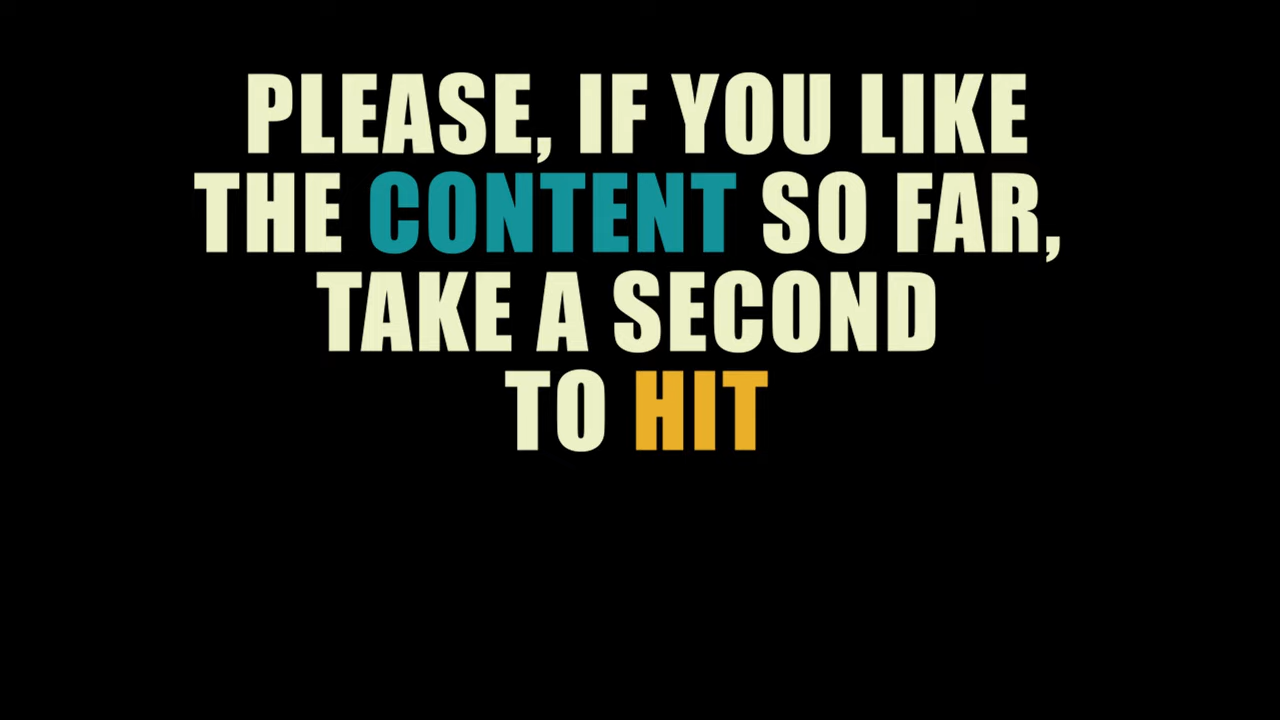 PLEASE, IF YOU LIKE
THE CONTENT SO FAR,
TAKE A SECOND
TO HIT